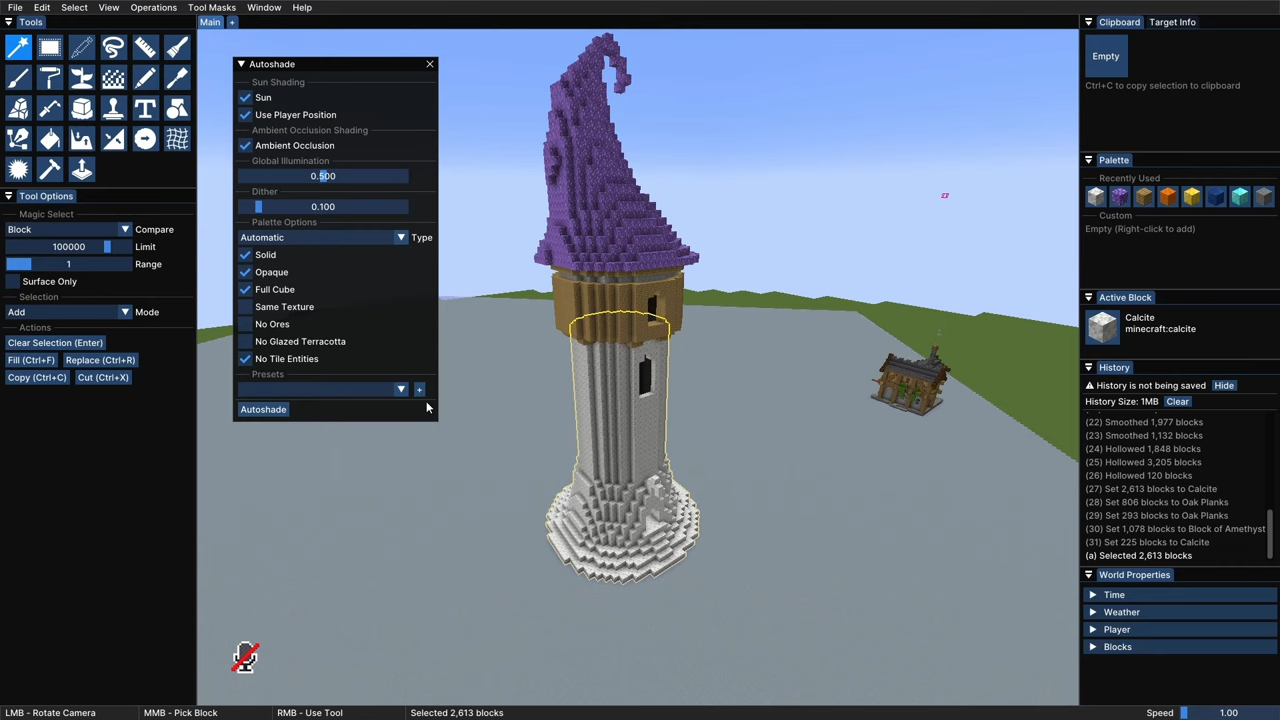 File Edit Select View Operations Tool Masks Window Help
Tools
Main +
Clipboard Target Info
Autoshade
Sun Shading
Sun
Use Player Position
Ambient Occlusion Shading
Ambient Occlusion
Global Illumination
0.500
Dither
0.100
Palette Options
Automatic Type
Solid
Opaque
Full Cube
Same Texture
No Ores
No Glazed Terracotta
No Tile Entities
Presets
+
Autoshade
Tool Options
Magic Select
Block Compare
100000 Limit
1 Range
Surface Only
Selection
Add Mode
Actions
Clear Selection (Enter)
Fill (Ctrl+F) Replace (Ctrl+R)
Copy (Ctrl+C) Cut (Ctrl+X)
Empty
Ctrl+C to copy selection to clipboard
Palette
Recently Used
Custom
Empty (Right-click to add)
Active Block
Calcite
minecraft:calcite
History
History is not being saved Hide
History Size: 1MB Clear
(22) Smoothed 1,977 blocks
(23) Smoothed 1,132 blocks
(24) Hollowed 1,848 blocks
(25) Hollowed 3,205 blocks
(26) Hollowed 120 blocks
(27) Set 2,613 blocks to Calcite
(28) Set 806 blocks to Oak Planks
(29) Set 293 blocks to Oak Planks
(30) Set 1,078 blocks to Block of Amethyst
(31) Set 225 blocks to Calcite
(a) Selected 2,613 blocks
World Properties
Time
Weather
Player
Blocks
LMB - Rotate Camera MMB - Pick Block RMB - Use Tool Selected 2,613 blocks Speed 1.00